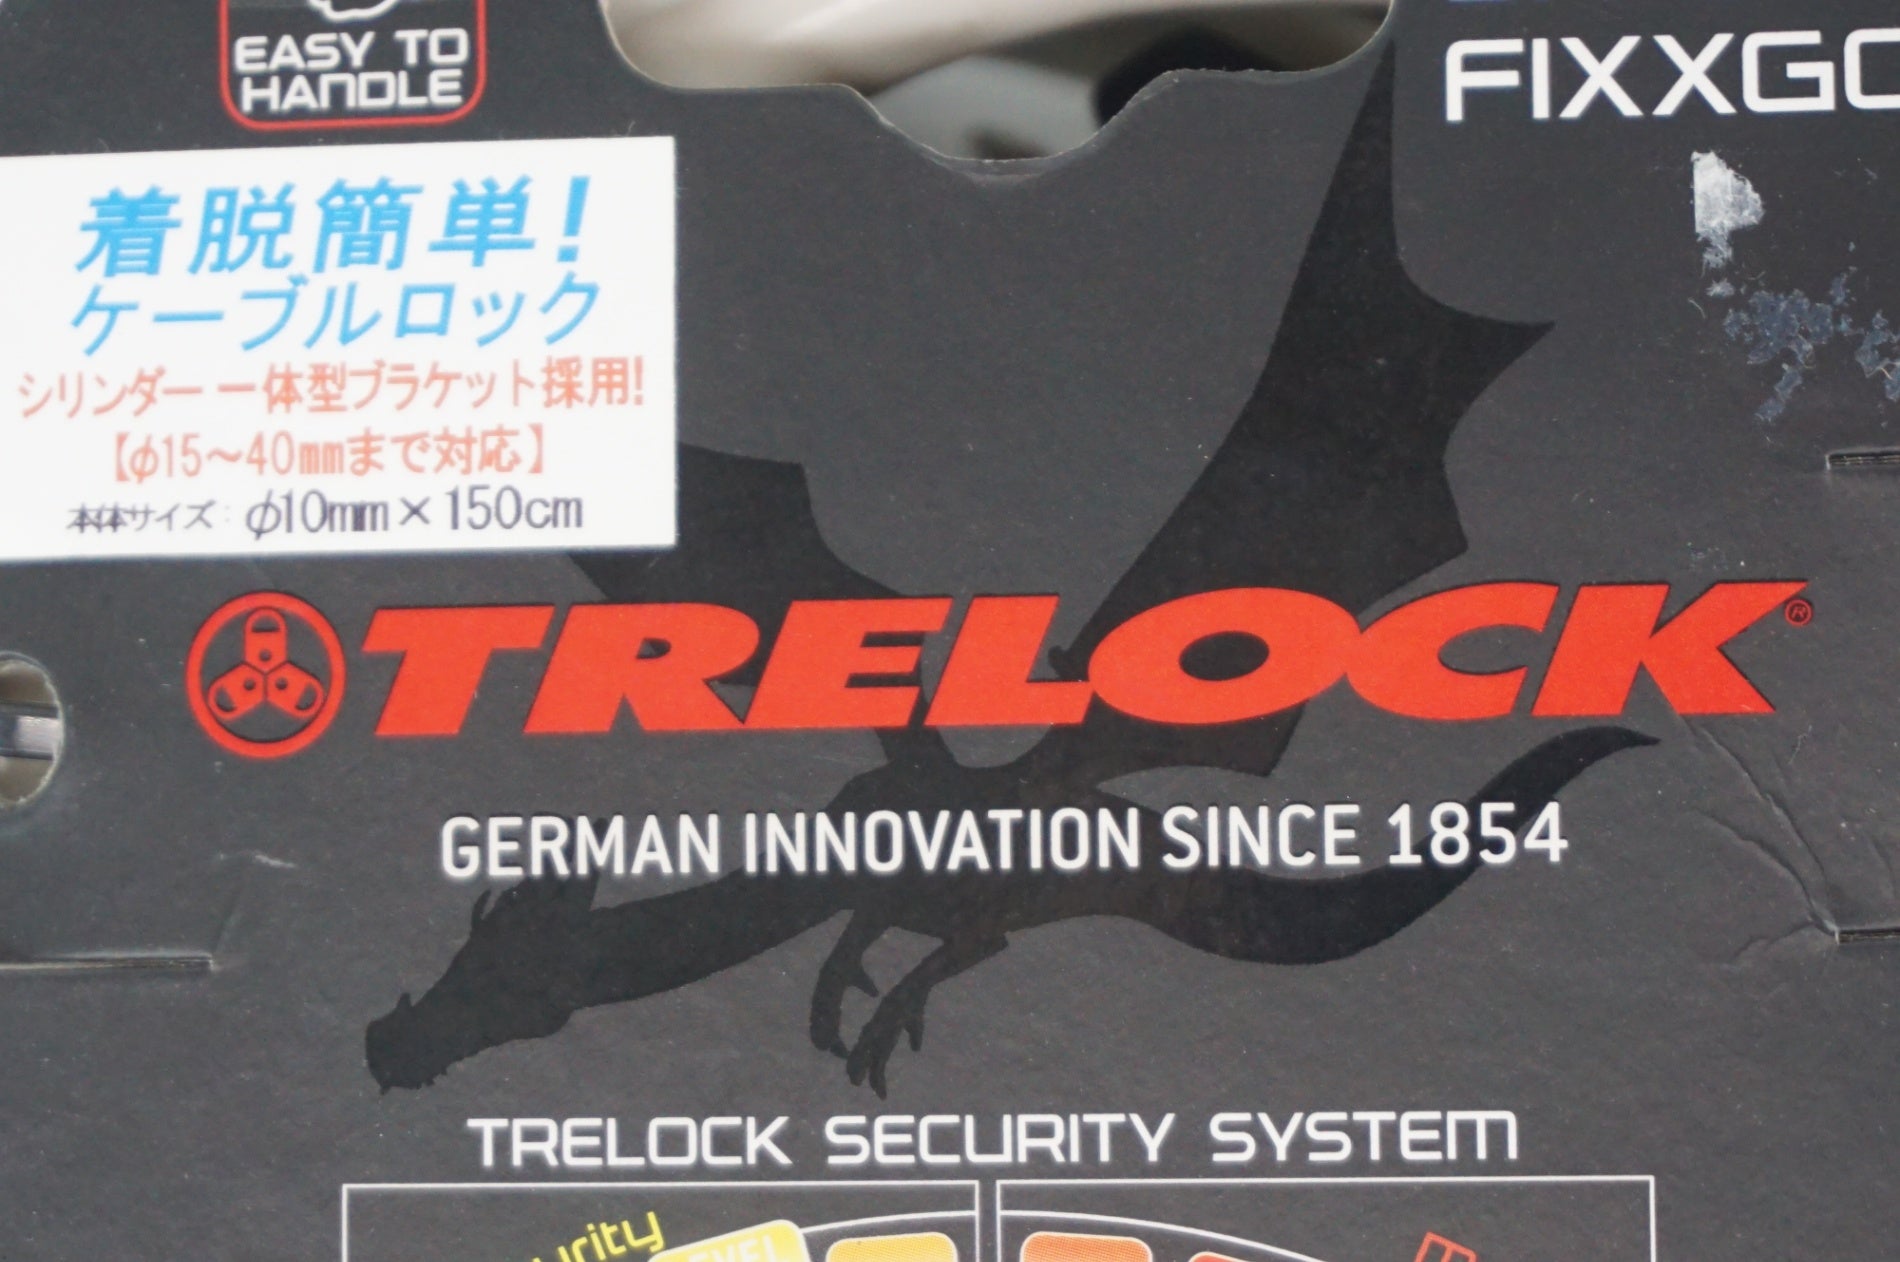 EASY TO
HANDLE
FIXXGO
着脱簡単!
ケーブルロック
シリンダー一体型ブラケット採用!
【φ15～40mmまで対応】
本体サイズ: φ10mm×150cm
TRELOCK®
GERMAN INNOVATION SINCE 1854
TRELOCK SECURITY SYSTEM
urity
LEVEL